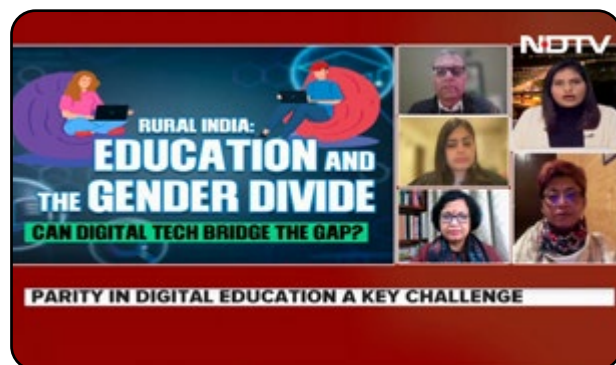 NDTV
RURAL INDIA:
EDUCATION AND
THE GENDER DIVIDE
CAN DIGITAL TECH BRIDGE THE GAP?
PARITY IN DIGITAL EDUCATION A KEY CHALLENGE